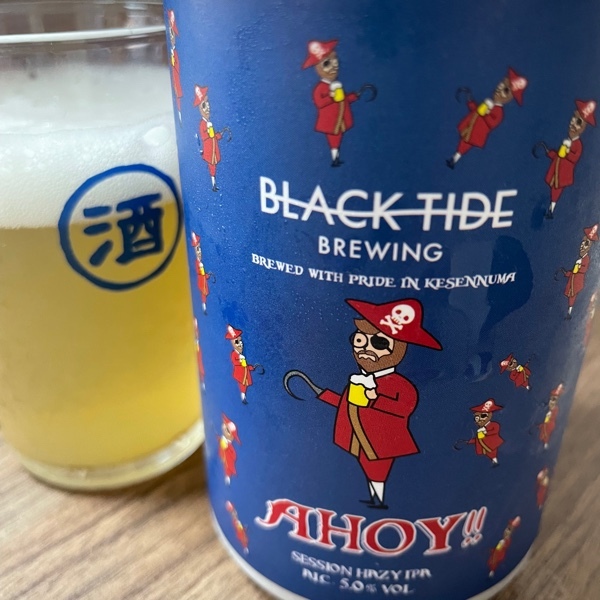 酒
BLACK TIDE
BREWING
BREWED WITH PRIDE IN KESENNUMA
AHOY!!
SESSION HAZY IPA
ALC. 5.0% VOL